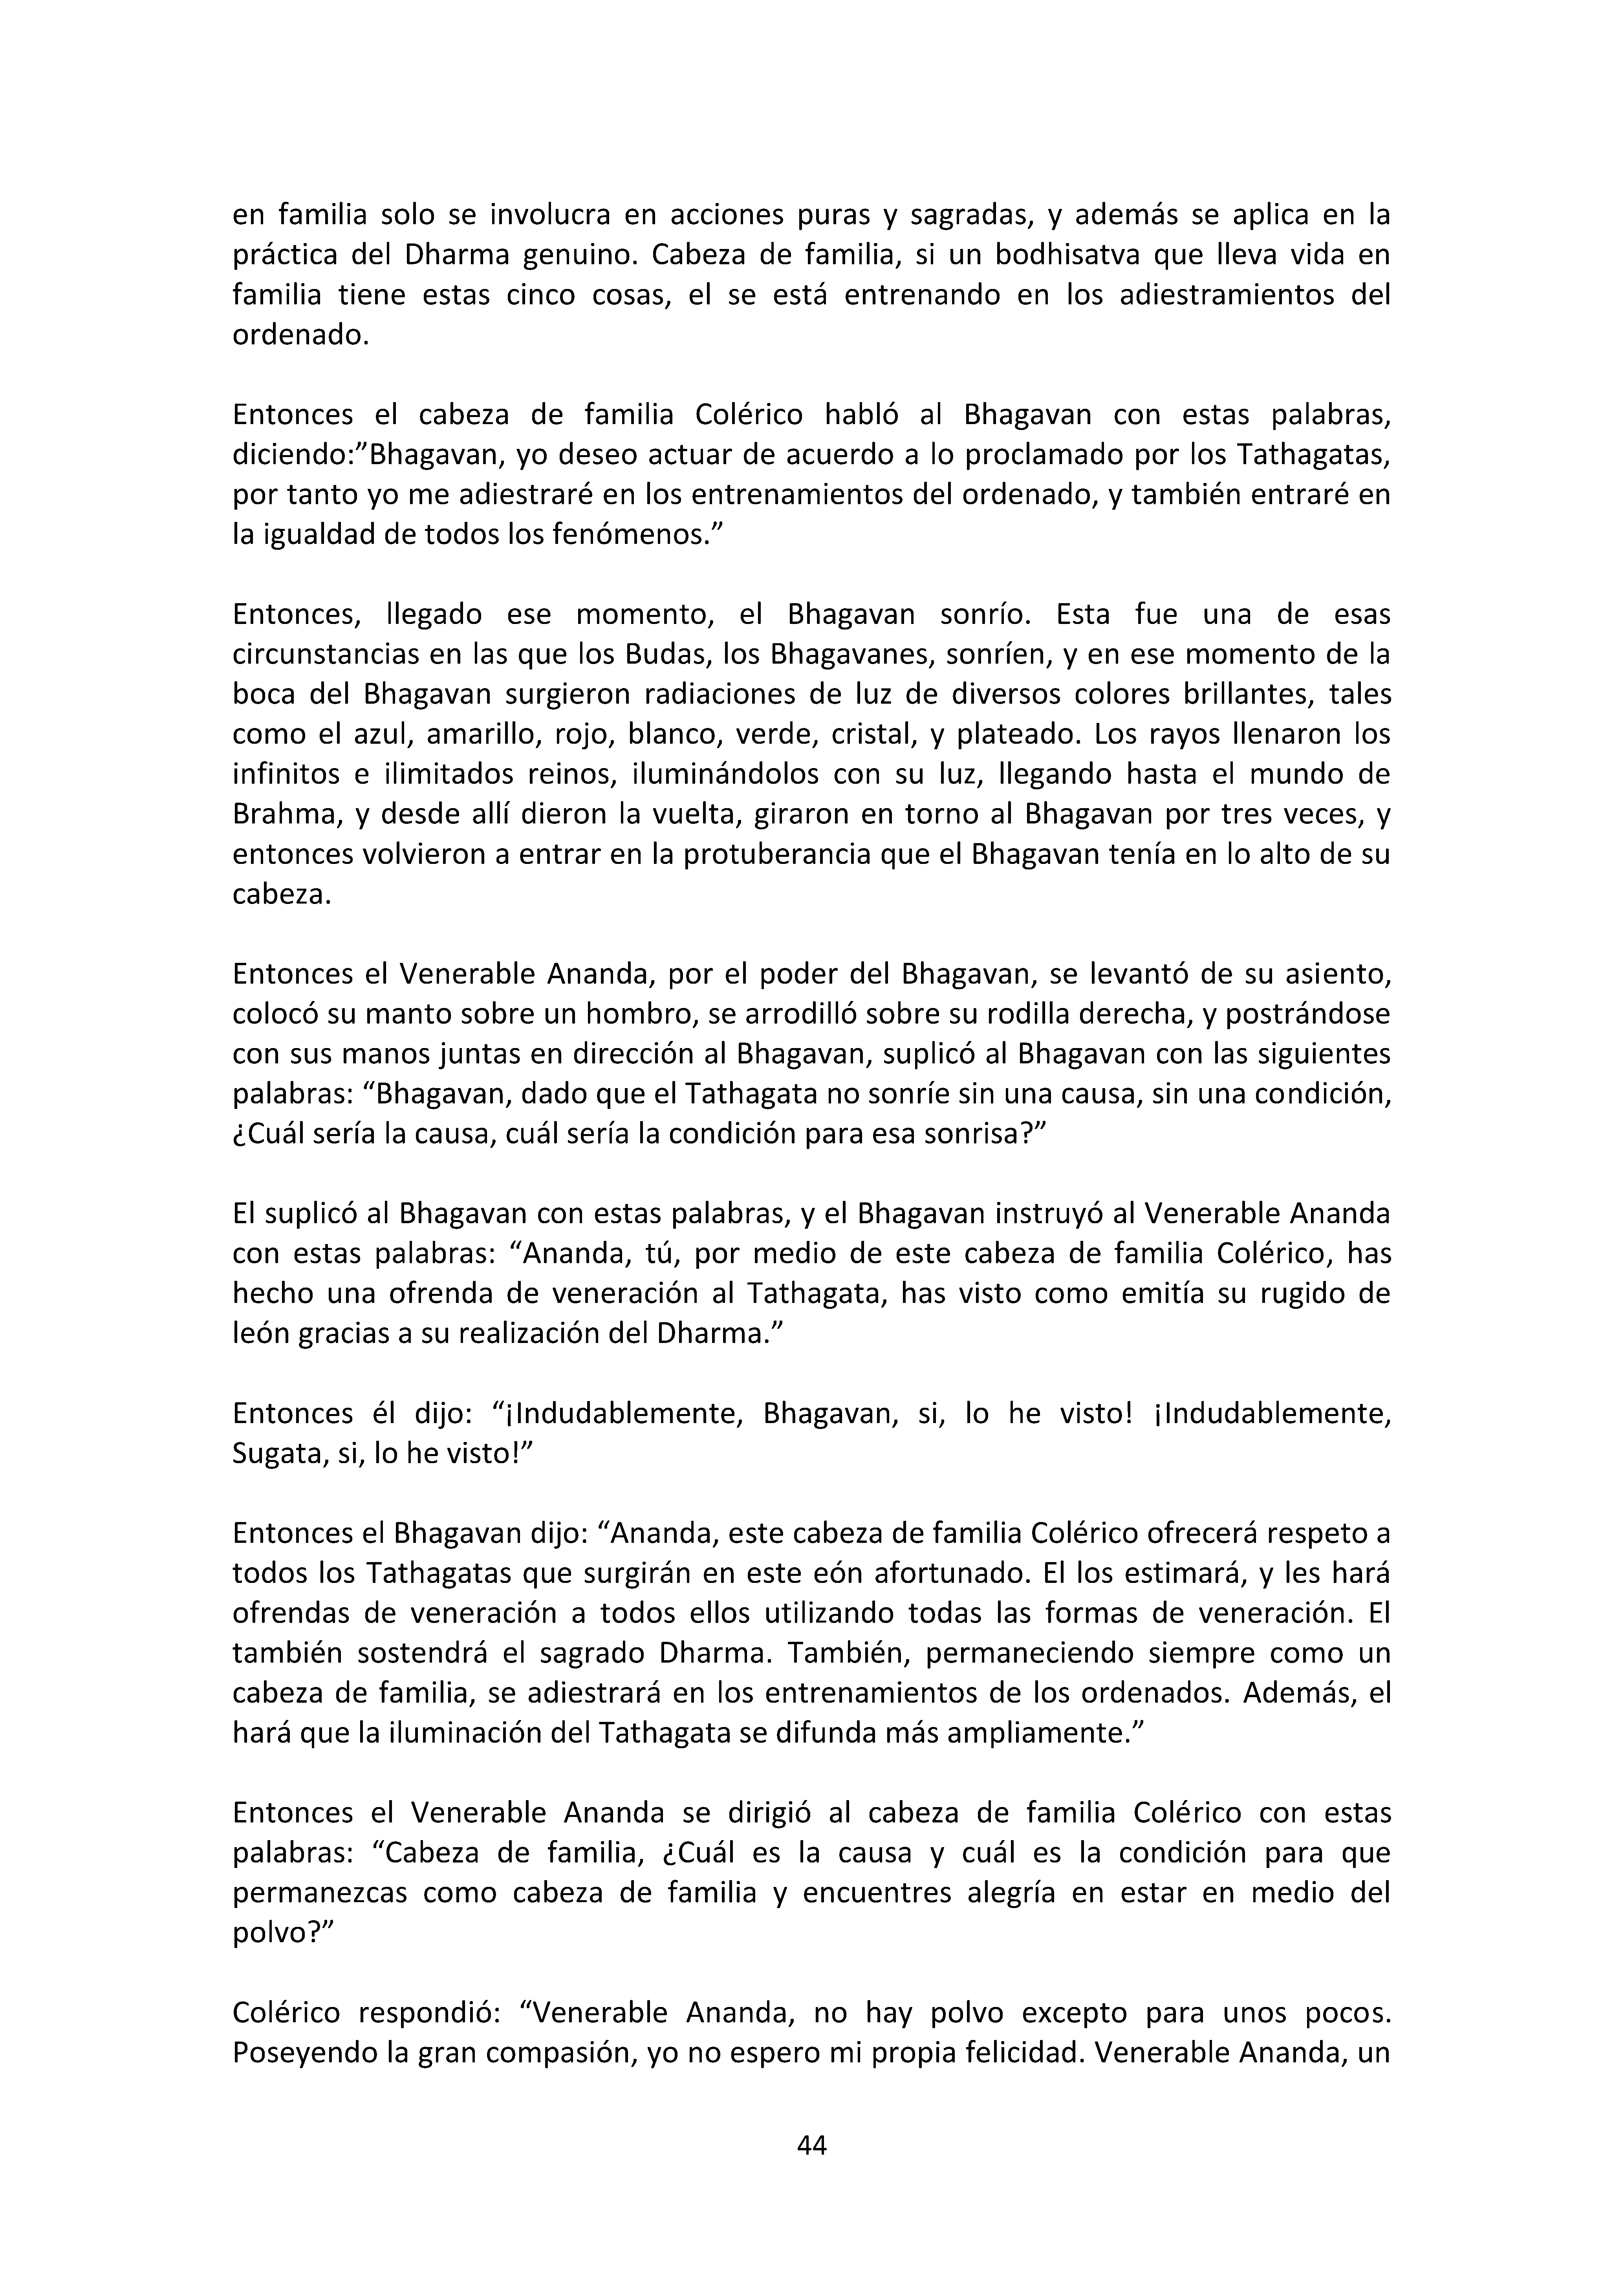 en familia solo se involucra en acciones puras y sagradas, y además se aplica en la
práctica del Dharma genuino. Cabeza de familia, si un bodhisatva que lleva vida en
familia tiene estas cinco cosas, el se está entrenando en los adiestramientos del
ordenado.
Entonces el cabeza de familia Colérico habló al Bhagavan con estas palabras,
diciendo:”Bhagavan, yo deseo actuar de acuerdo a lo proclamado por los Tathagatas,
por tanto yo me adiestraré en los entrenamientos del ordenado, y también entraré en
la igualdad de todos los fenómenos.”
Entonces, llegado ese momento, el Bhagavan sonrío. Esta fue una de esas
circunstancias en las que los Budas, los Bhagavanes, sonríen, y en ese momento de la
boca del Bhagavan surgieron radiaciones de luz de diversos colores brillantes, tales
como el azul, amarillo, rojo, blanco, verde, cristal, y plateado. Los rayos llenaron los
infinitos e ilimitados reinos, iluminándolos con su luz, llegando hasta el mundo de
Brahma, y desde allí dieron la vuelta, giraron en torno al Bhagavan por tres veces, y
entonces volvieron a entrar en la protuberancia que el Bhagavan tenía en lo alto de su
cabeza.
Entonces el Venerable Ananda, por el poder del Bhagavan, se levantó de su asiento,
colocó su manto sobre un hombro, se arrodilló sobre su rodilla derecha, y postrándose
con sus manos juntas en dirección al Bhagavan, suplicó al Bhagavan con las siguientes
palabras: “Bhagavan, dado que el Tathagata no sonríe sin una causa, sin una condición,
¿Cuál sería la causa, cuál sería la condición para esa sonrisa?”
El suplicó al Bhagavan con estas palabras, y el Bhagavan instruyó al Venerable Ananda
con estas palabras: “Ananda, tú, por medio de este cabeza de familia Colérico, has
hecho una ofrenda de veneración al Tathagata, has visto como emitía su rugido de
león gracias a su realización del Dharma.”
Entonces él dijo: “¡Indudablemente, Bhagavan, si, lo he visto! ¡Indudablemente,
Sugata, si, lo he visto!”
Entonces el Bhagavan dijo: “Ananda, este cabeza de familia Colérico ofrecerá respeto a
todos los Tathagatas que surgirán en este eón afortunado. El los estimará, y les hará
ofrendas de veneración a todos ellos utilizando todas las formas de veneración. El
también sostendrá el sagrado Dharma. También, permaneciendo siempre como un
cabeza de familia, se adiestrará en los entrenamientos de los ordenados. Además, el
hará que la iluminación del Tathagata se difunda más ampliamente.”
Entonces el Venerable Ananda se dirigió al cabeza de familia Colérico con estas
palabras: “Cabeza de familia, ¿Cuál es la causa y cuál es la condición para que
permanezcas como cabeza de familia y encuentres alegría en estar en medio del
polvo?”
Colérico respondió: “Venerable Ananda, no hay polvo excepto para unos pocos.
Poseyendo la gran compasión, yo no espero mi propia felicidad. Venerable Ananda, un
44